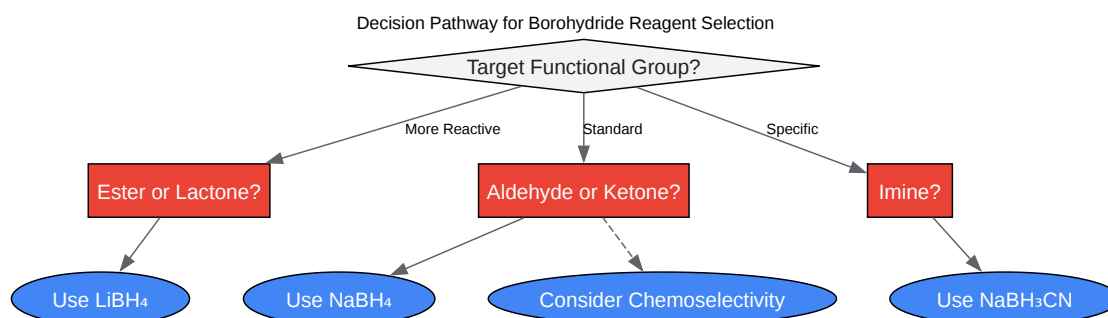 Decision Pathway for Borohydride Reagent Selection
Target Functional Group?
More Reactive
Standard
Specific
Ester or Lactone?
Aldehyde or Ketone?
Imine?
Use LiBH₄
Use NaBH₄
Consider Chemoselectivity
Use NaBH₃CN